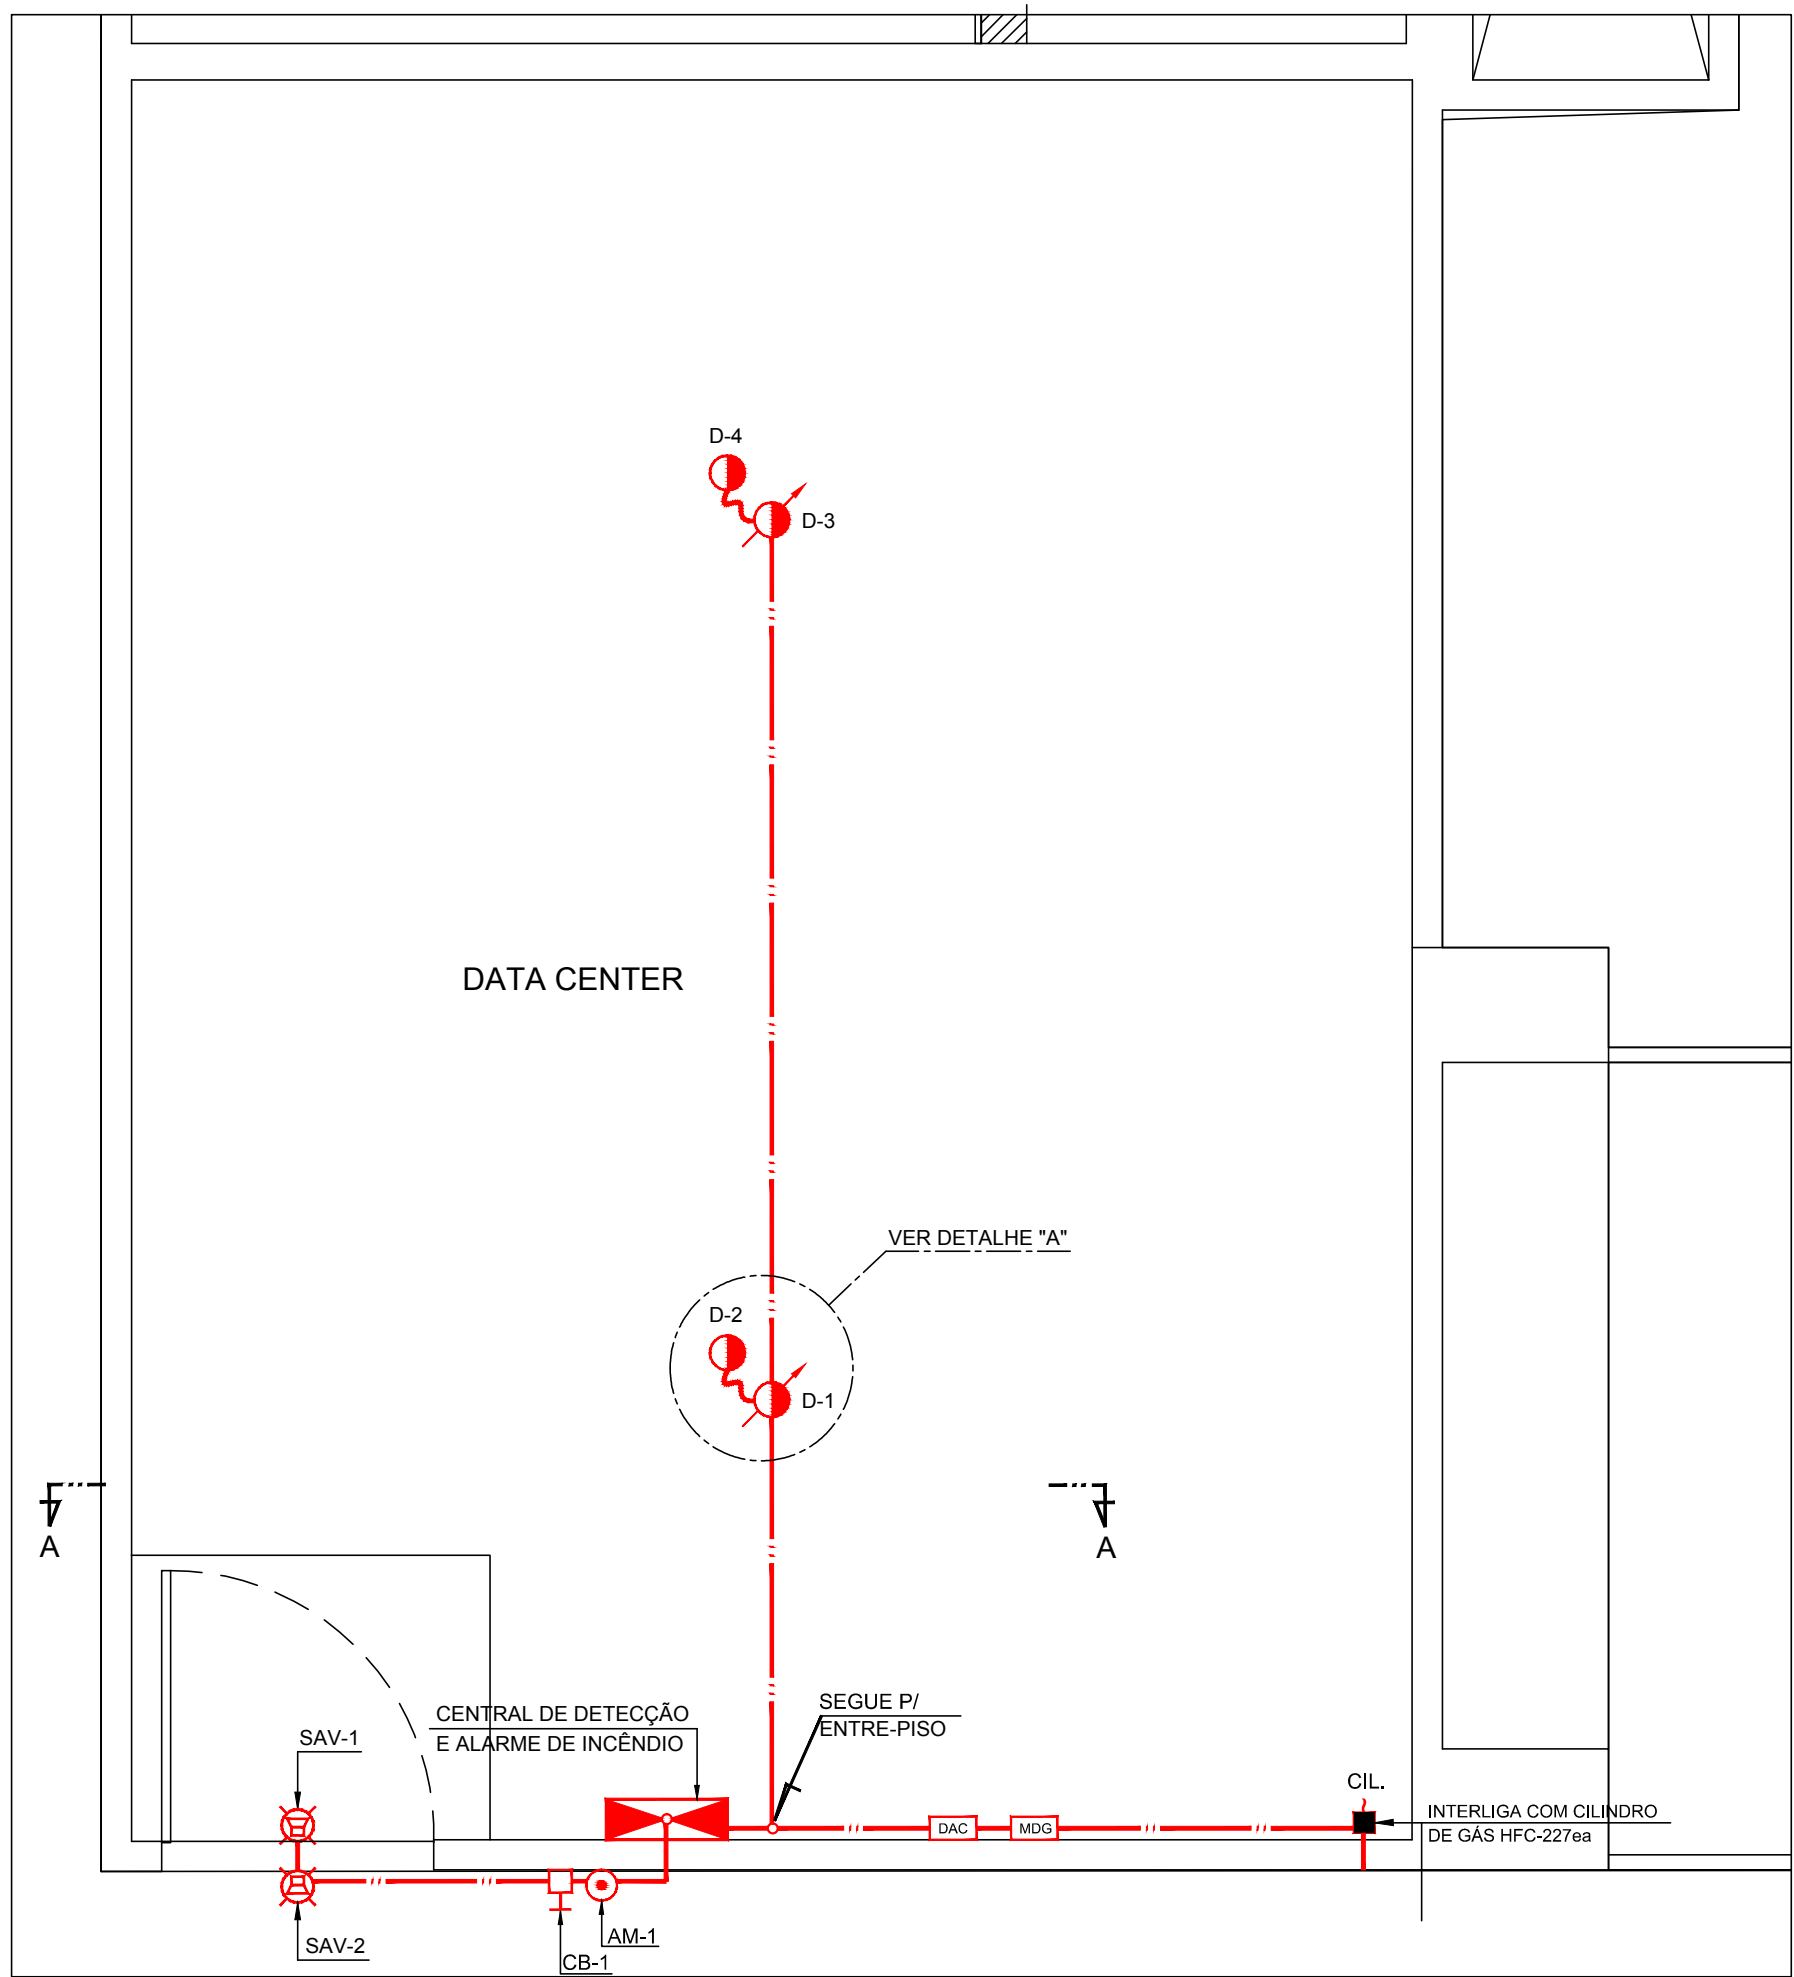 D-4
D-3
DATA CENTER
VER DETALHE "A"
D-2
D-1
A
A
CENTRAL DE DETECÇÃO
E ALARME DE INCÊNDIO
SEGUE P/
ENTRE-PISO
SAV-1
CIL.
INTERLIGA COM CILINDRO
DE GÁS HFC-227ea
DAC
MDG
SAV-2
AM-1
CB-1